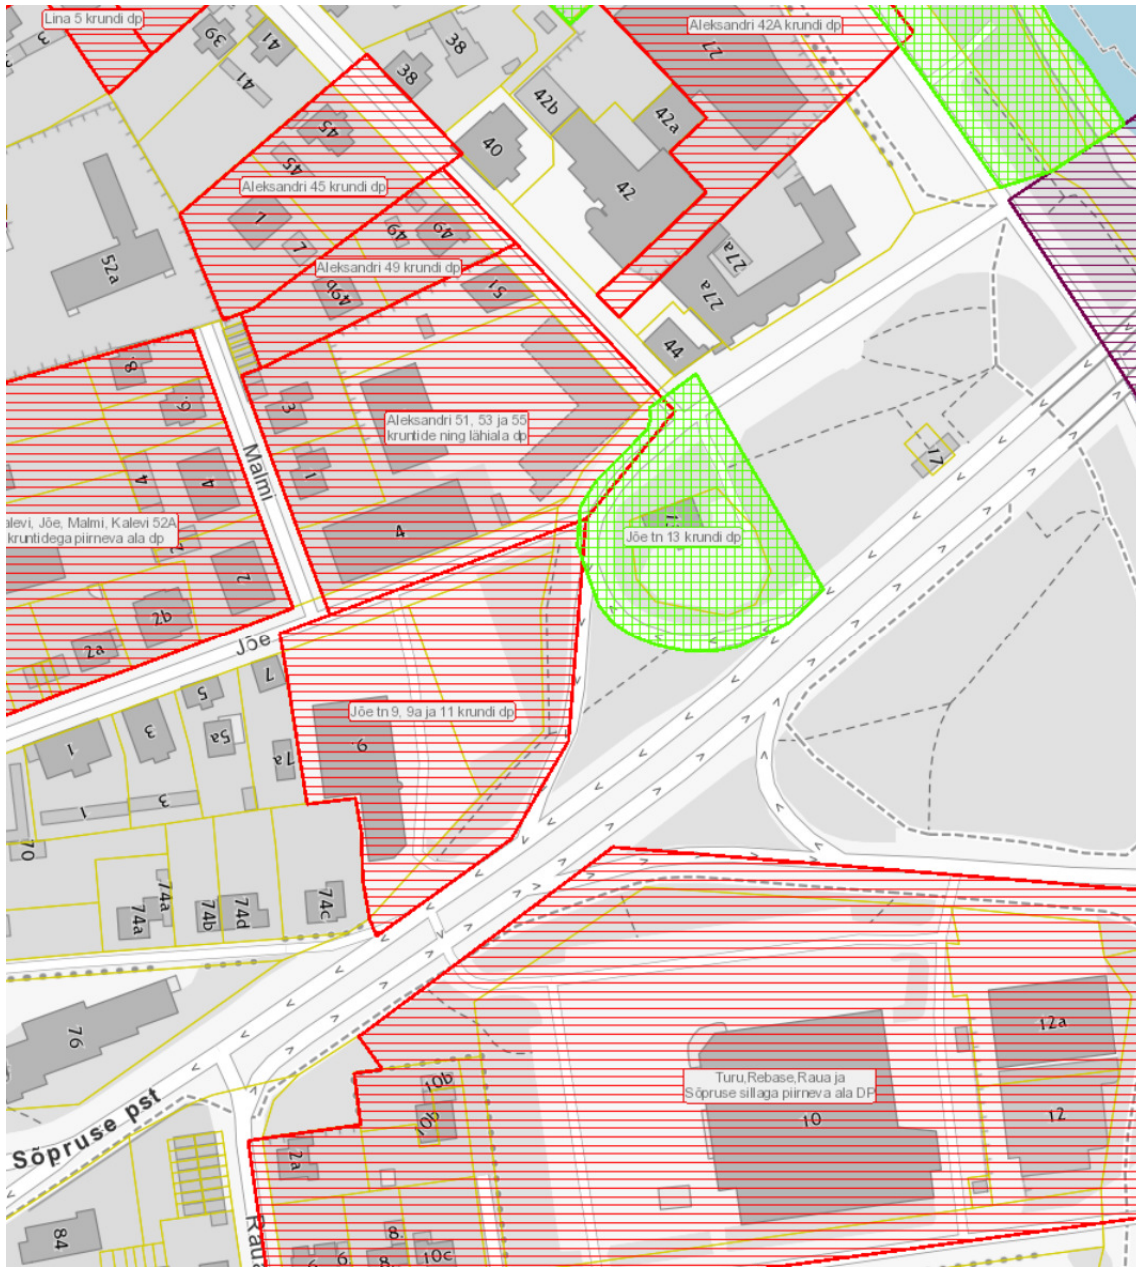 Lina 5 krundi dp
Aleksandri 42A krundi dp
3
39
41
41
38
38
27
42b
42a
40
42
45
45
Aleksandri 45 krundi dp
7
7
49
49
52a
Aleksandri 49 krundi dp
49b
51
27a
27a
44
8
6
3
1
4
4
Malmi
Aleksandri 51, 53 ja 55
kruntide ning lähiala dp
17
alevi, Jõe, Malmi, Kalevi 52A
kruntidega piirneva ala dp
4
Jõe tn 13 krundi dp
2
2b
2a
Jõe
7
5
3
1
5a
7a
Jõe tn 9, 9a ja 11 krundi dp
9
1
3
70
74a
74a
74b
74d
74c
76
12a
12
10
Turu,Rebase,Raua ja
Sõpruse sillaga piirneva ala DP
10b
10b
Sõpruse pst
2a
Raua
84
6
8
8
10c